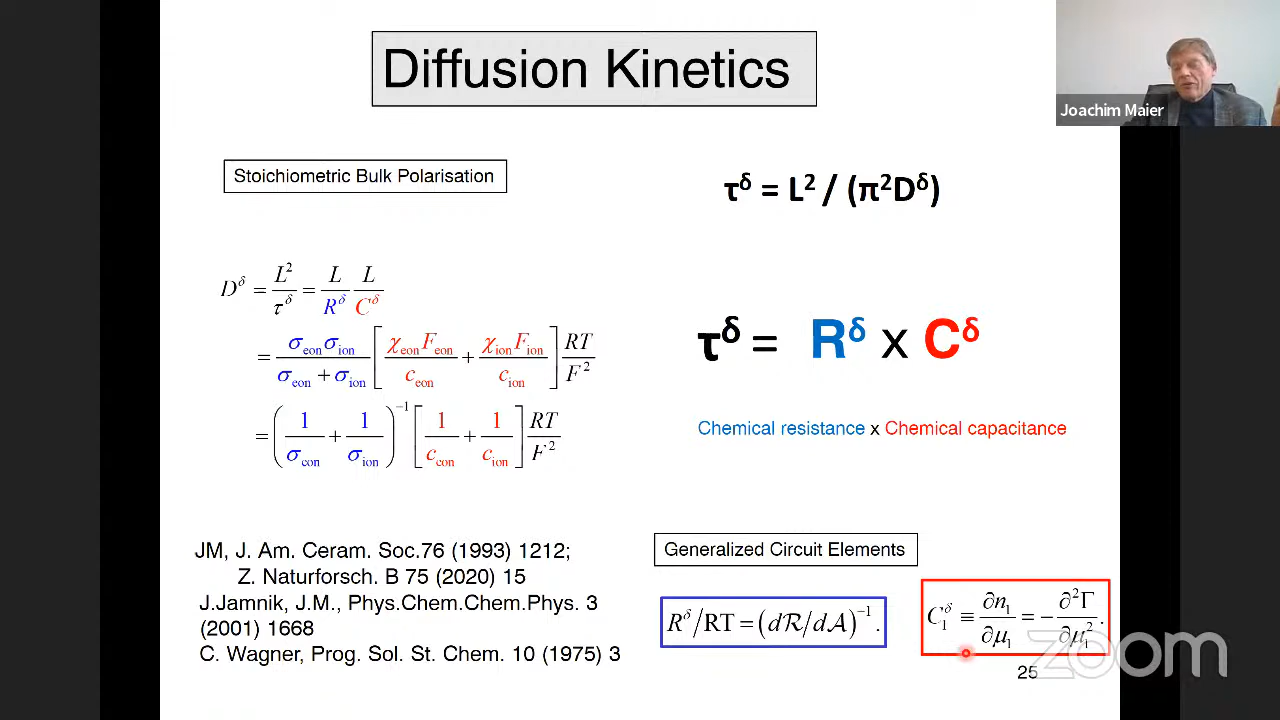 Diffusion Kinetics
Joachim Maier
Stoichiometric Bulk Polarisation
τ^δ = L² / (π²D^δ)
D^δ = L²/τ^δ = L/R^δ L/C^δ
= σ_eon σ_ion / (σ_eon + σ_ion) [χ_eon F_eon / c_eon + χ_ion F_ion / c_ion] RT/F²
= (1/σ_con + 1/σ_ion)^−1 [1/c_con + 1/c_ion] RT/F²
τ^δ = R^δ x C^δ
Chemical resistance x Chemical capacitance
JM, J. Am. Ceram. Soc.76 (1993) 1212;
Z. Naturforsch. B 75 (2020) 15
J.Jamnik, J.M., Phys.Chem.Chem.Phys. 3
(2001) 1668
C. Wagner, Prog. Sol. St. Chem. 10 (1975) 3
Generalized Circuit Elements
R^δ/RT = (dℛ/d𝒜)^−1.
C_1^δ ≡ ∂n_1/∂μ_1 = − ∂²Γ/∂μ_1².
zoom
25